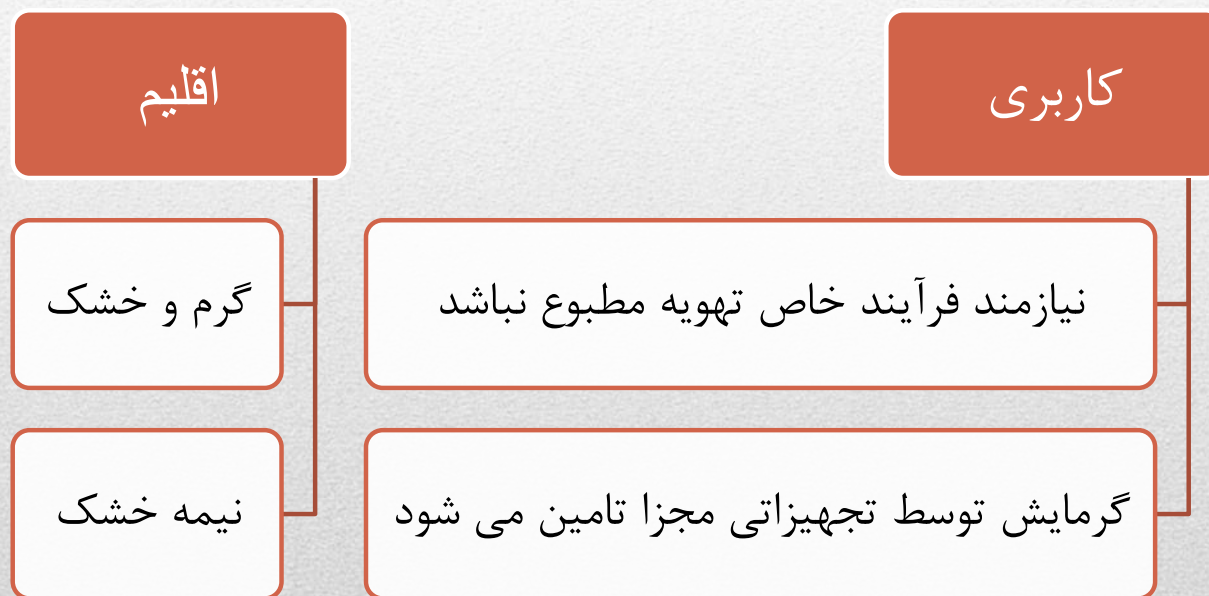 کاربری
نیازمند فرآیند خاص تهویه مطبوع نباشد
گرمایش توسط تجهیزاتی مجزا تامین می شود
اقلیم
گرم و خشک
نیمه خشک